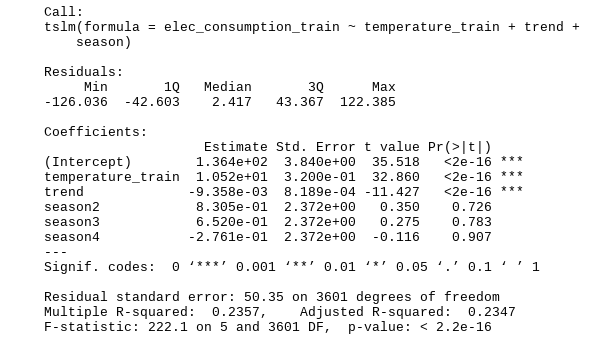 Call:
tslm(formula = elec_consumption_train ~ temperature_train + trend +
    season)

Residuals:
     Min       1Q   Median       3Q      Max
-126.036  -42.603    2.417   43.367  122.385

Coefficients:
                    Estimate Std. Error t value Pr(>|t|)
(Intercept)        1.364e+02  3.840e+00  35.518   <2e-16 ***
temperature_train  1.052e+01  3.200e-01  32.860   <2e-16 ***
trend             -9.358e-03  8.189e-04 -11.427   <2e-16 ***
season2            8.305e-01  2.372e+00   0.350    0.726
season3            6.520e-01  2.372e+00   0.275    0.783
season4           -2.761e-01  2.372e+00  -0.116    0.907
---
Signif. codes:  0 ‘***’ 0.001 ‘**’ 0.01 ‘*’ 0.05 ‘.’ 0.1 ‘ ’ 1

Residual standard error: 50.35 on 3601 degrees of freedom
Multiple R-squared:  0.2357,    Adjusted R-squared:  0.2347
F-statistic: 222.1 on 5 and 3601 DF,  p-value: < 2.2e-16